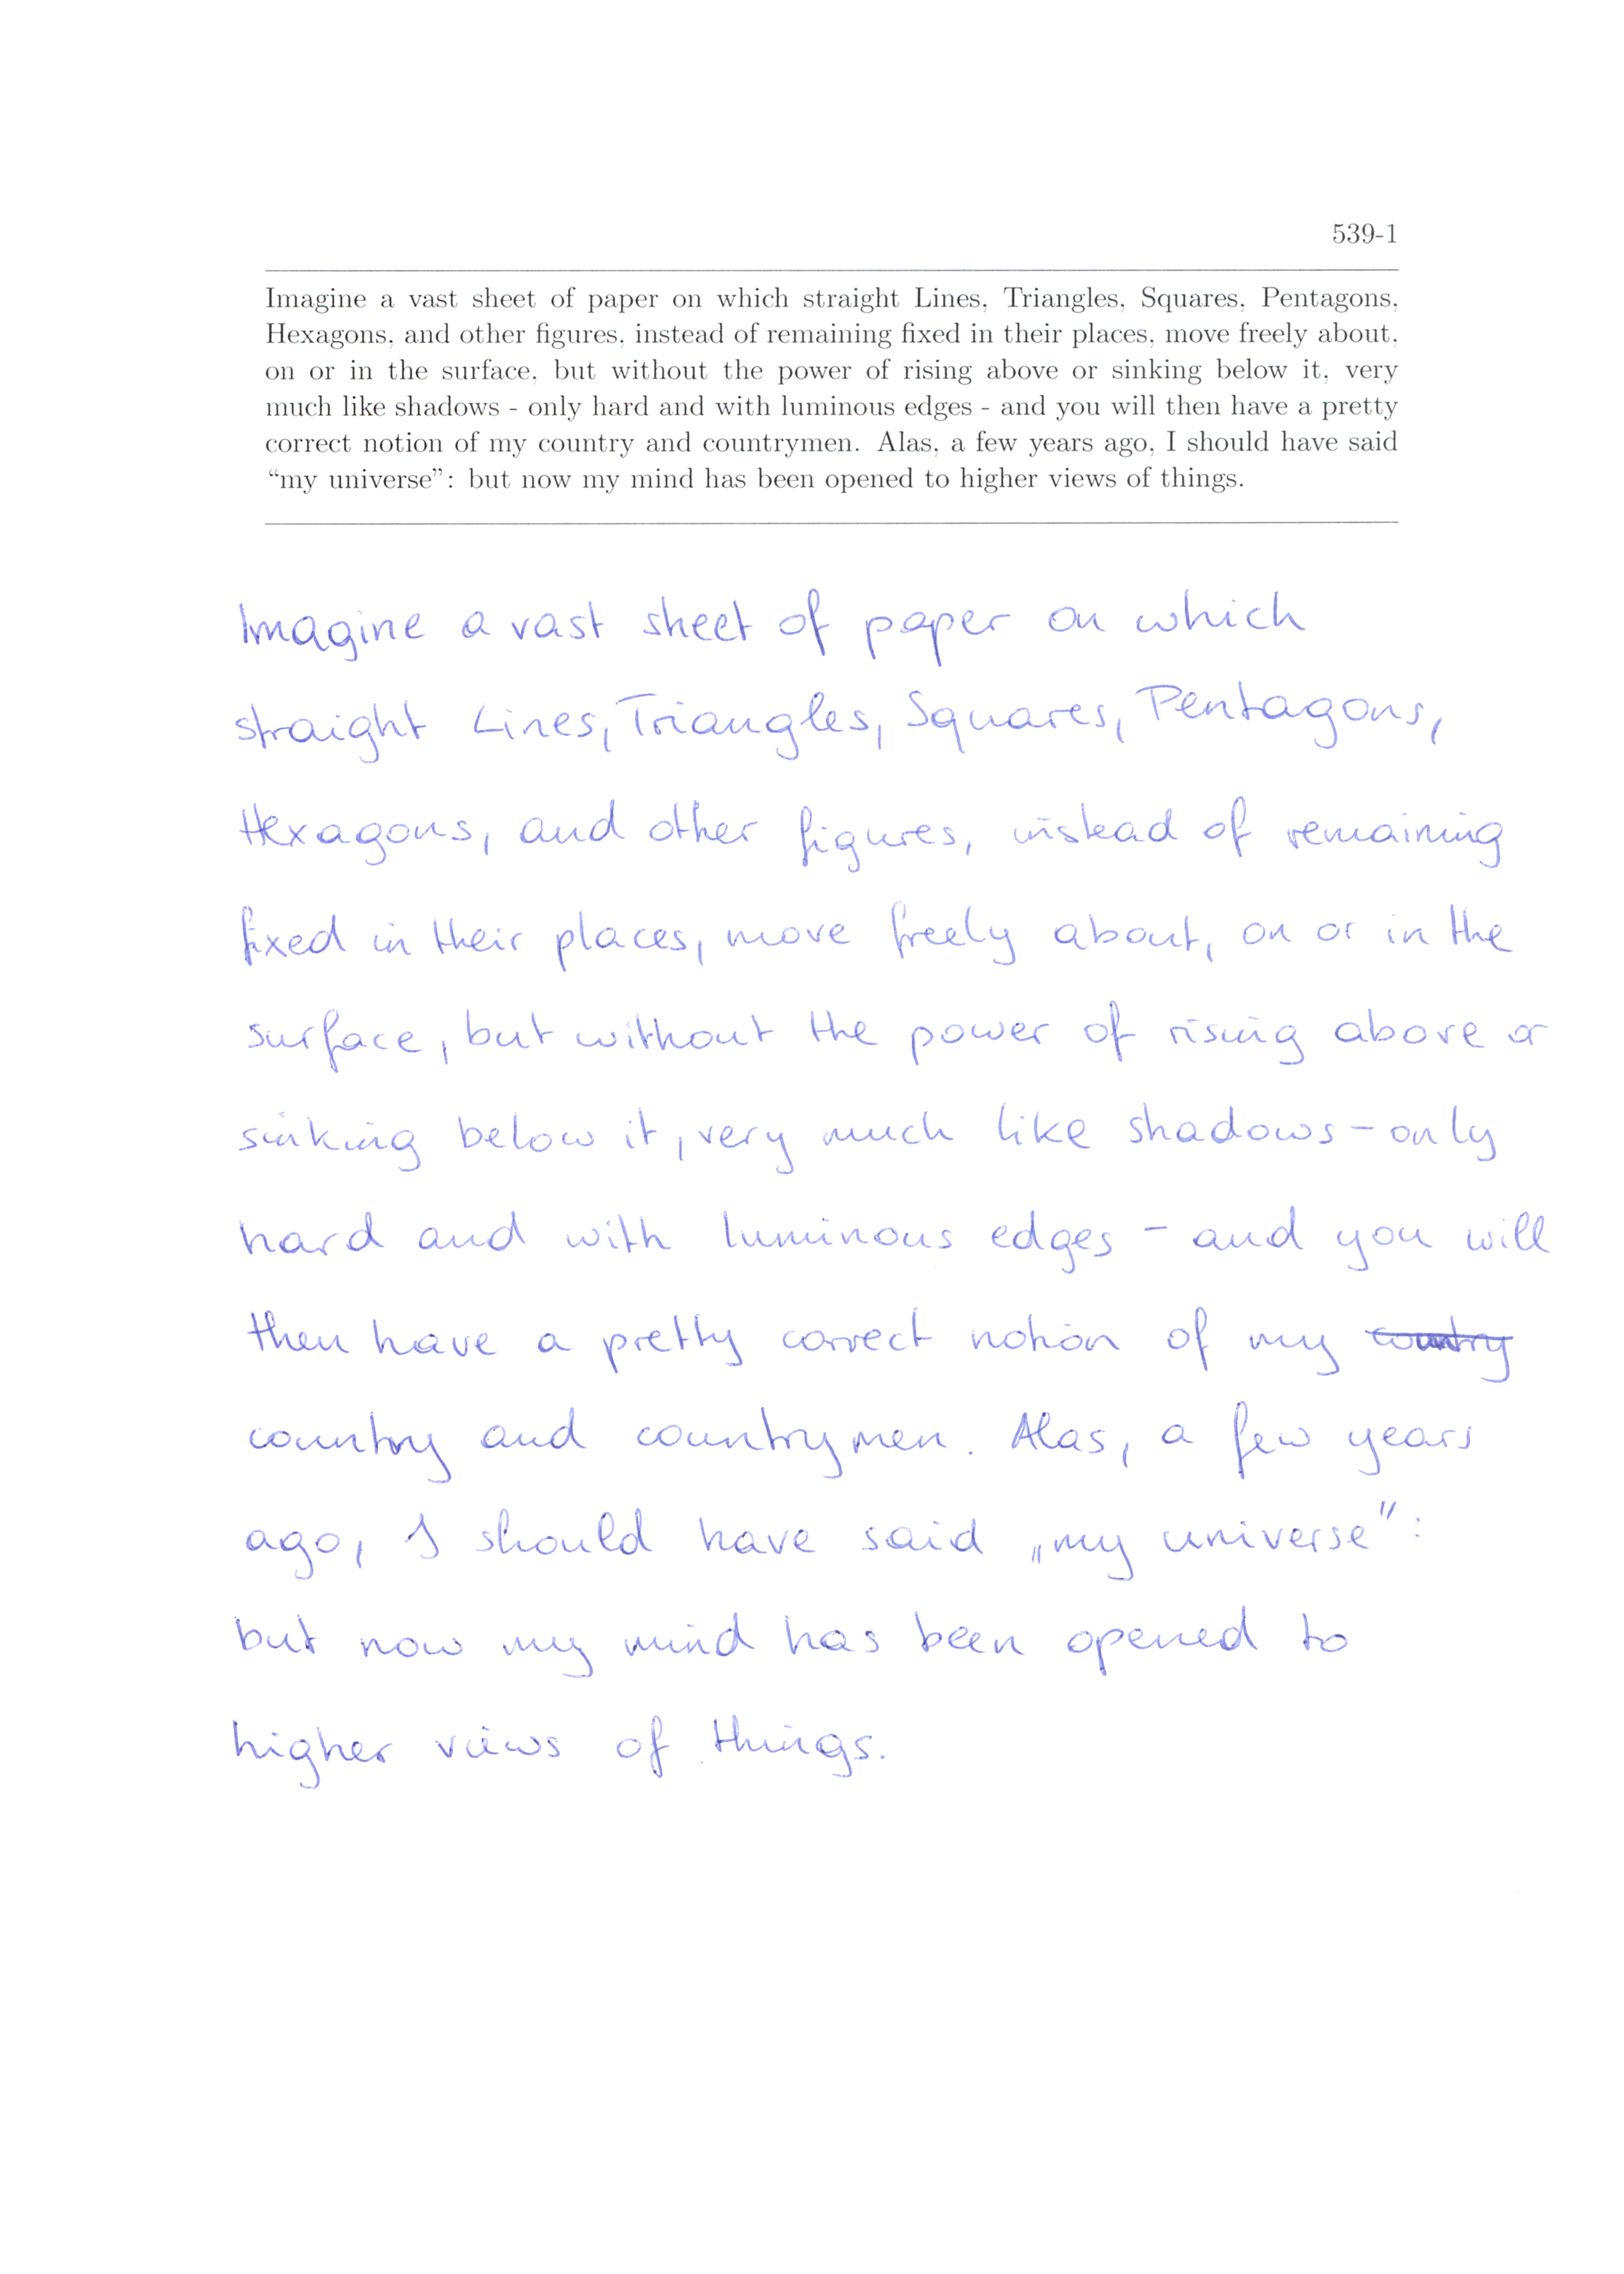 539-1
Imagine a vast sheet of paper on which straight Lines, Triangles, Squares, Pentagons,
Hexagons, and other figures, instead of remaining fixed in their places, move freely about,
on or in the surface, but without the power of rising above or sinking below it, very
much like shadows - only hard and with luminous edges - and you will then have a pretty
correct notion of my country and countrymen. Alas, a few years ago, I should have said
“my universe”: but now my mind has been opened to higher views of things.
Imagine a vast sheet of paper on which
straight Lines, Triangles, Squares, Pentagons,
Hexagons, and other figures, instead of remaining
fixed in their places, move freely about, on or in the
surface, but without the power of rising above or
sinking below it, very much like shadows - only
hard and with luminous edges - and you will
then have a pretty correct notion of my country
country and countrymen. Alas, a few years
ago, I should have said „my universe”:
but now my mind has been opened to
higher views of things.